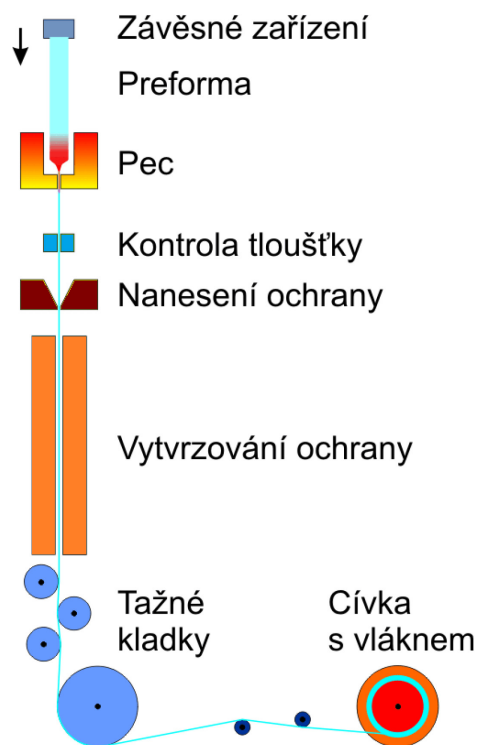 Závěsné zařízení
Preforma
Pec
Kontrola tloušťky
Nanesení ochrany
Vytvrzování ochrany
Tažné
kladky
Cívka
s vláknem